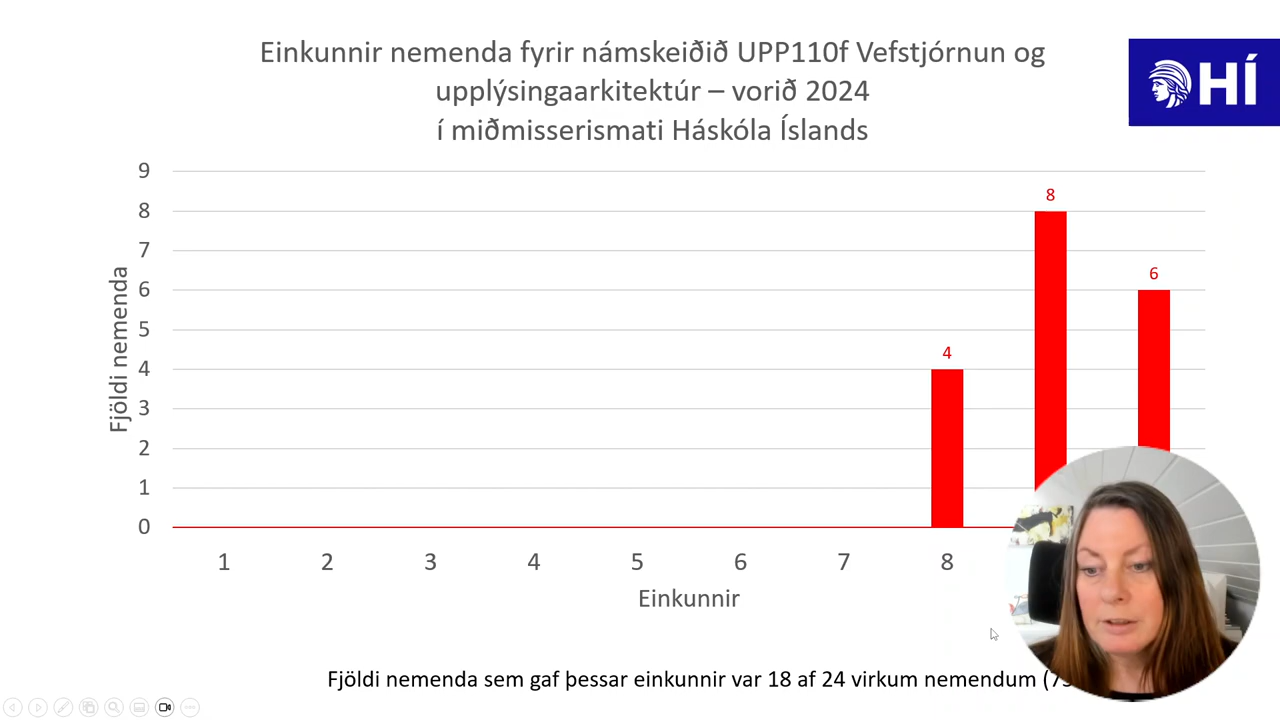 Einkunnir nemenda fyrir námskeiðið UPP110f Vefstjórnun og
upplýsingaarkitektúr – vorið 2024
í miðmisserismati Háskóla Íslands
HÍ
9
8
7
6
5
4
3
2
1
0
Fjöldi nemenda
4
8
6
1 2 3 4 5 6 7 8
Einkunnir
Fjöldi nemenda sem gaf þessar einkunnir var 18 af 24 virkum nemendum